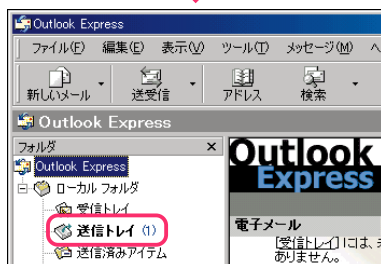 Outlook Express
ファイル(F) 編集(E) 表示(V) ツール(T) メッセージ(M) ヘ
新しいメール 送受信 アドレス 検索
Outlook Express
フォルダ ×
Outlook Express
ローカル フォルダ
受信トレイ
送信トレイ (1)
送信済みアイテム
Outlook
Express
電子メール
[受信トレイ] には、
ありません。